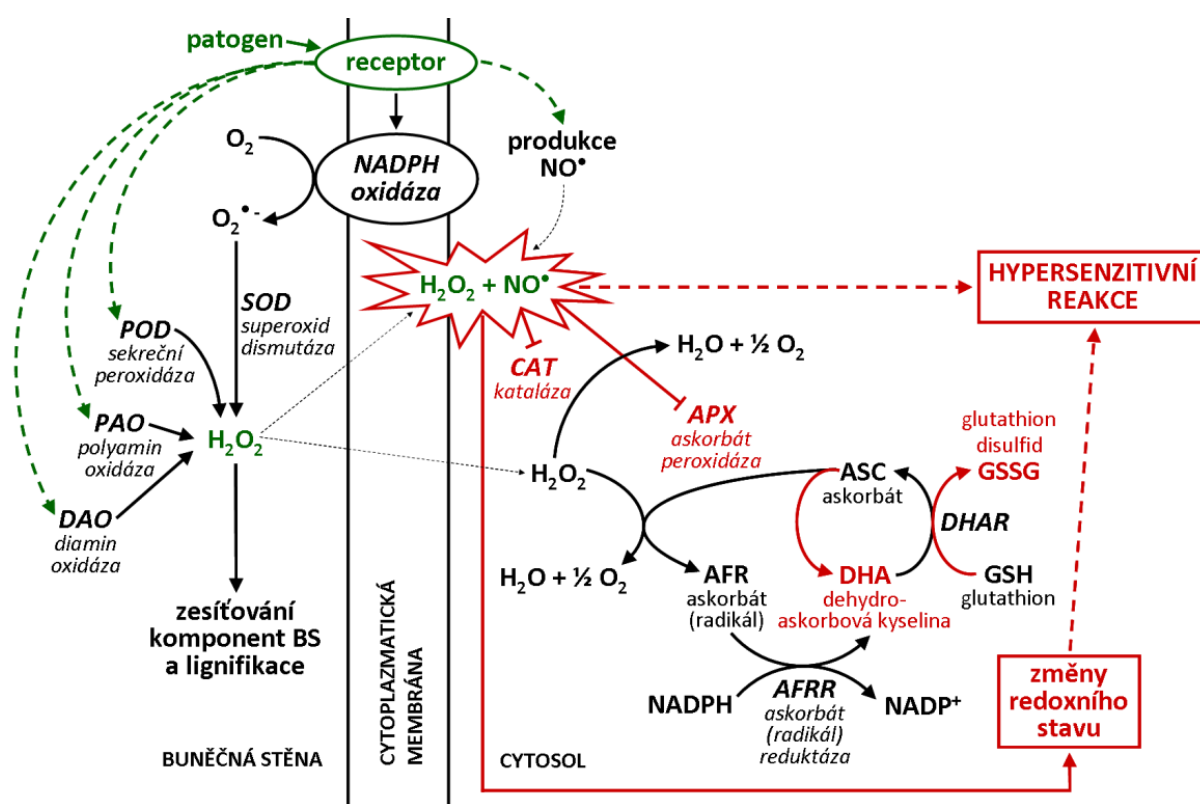 patogen
receptor
O₂
NADPH
oxidáza
produkce
NO•
O₂•-
H₂O₂ + NO•
HYPERSENZITIVNÍ
REAKCE
SOD
superoxid
dismutáza
POD
sekreční
peroxidáza
CAT
kataláza
H₂O + ½ O₂
APX
askorbát
peroxidáza
PAO
polyamin
oxidáza
H₂O₂
H₂O₂
glutathion
disulfid
GSSG
ASC
askorbát
DHAR
DAO
diamin
oxidáza
H₂O + ½ O₂
AFR
askorbát
(radikál)
DHA
dehydro-
askorbová kyselina
GSH
glutathion
zesíťování
komponent BS
a lignifikace
NADPH
AFRR
askorbát
(radikál)
reduktáza
NADP⁺
změny
redoxního
stavu
BUNĚČNÁ STĚNA
CYTOPLAZMATICKÁ
MEMBRÁNA
CYTOSOL